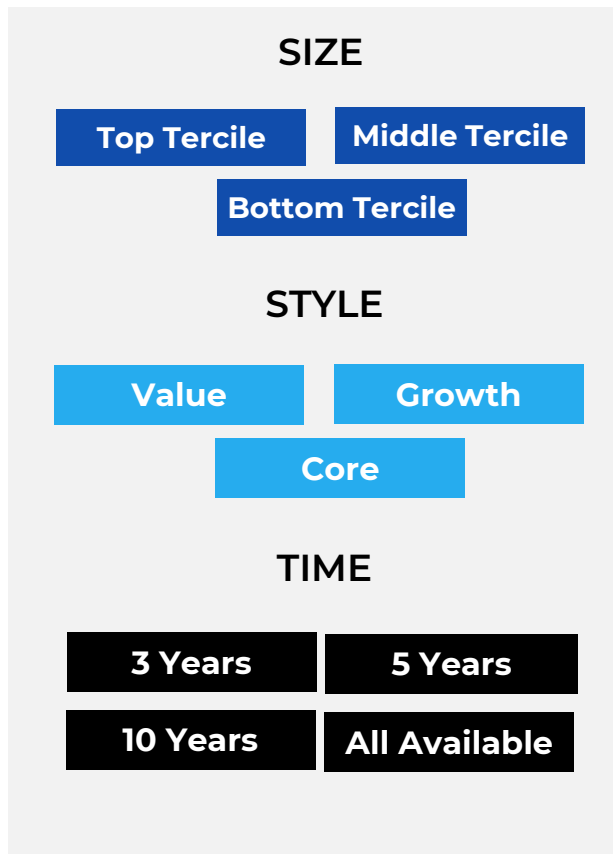 SIZE
Top Tercile
Middle Tercile
Bottom Tercile
STYLE
Value
Growth
Core
TIME
3 Years
5 Years
10 Years
All Available